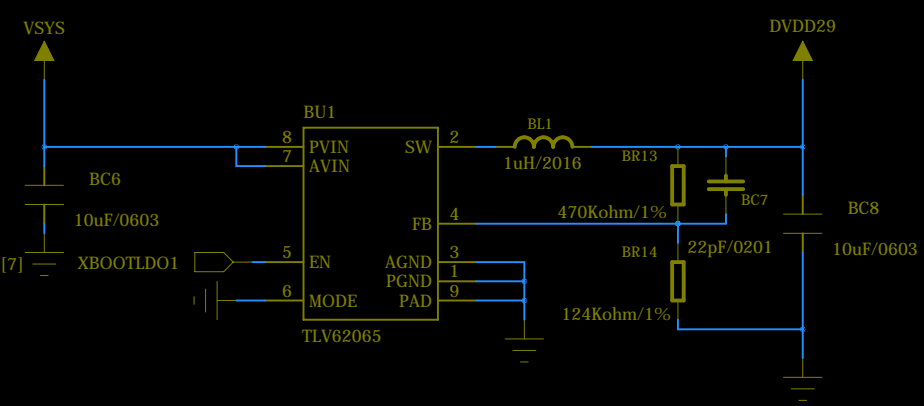 VSYS
DVDD29
BU1
BL1
8 PVIN
SW 2
7 AVIN
1uH/2016
BR13
BC6
BC7
10uF/0603
470Kohm/1%
BC8
FB 4
22pF/0201
BR14
10uF/0603
[7] XBOOTLDO1
5 EN
AGND 3
PGND 1
6 MODE
PAD 9
124Kohm/1%
TLV62065